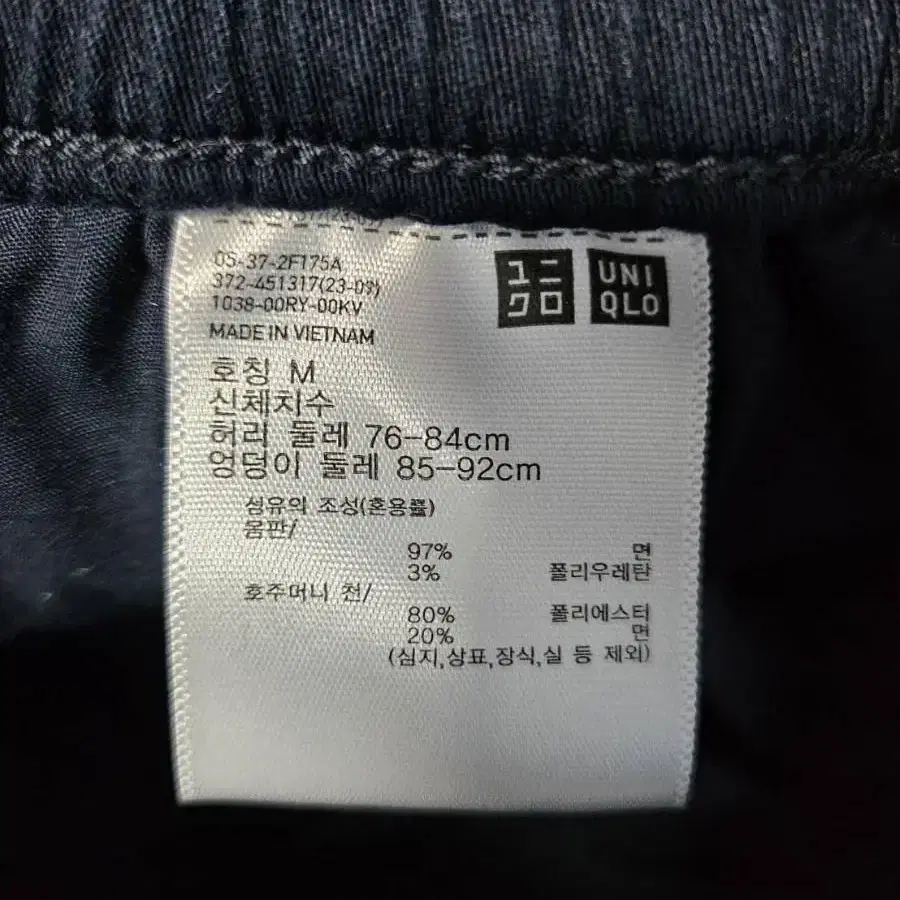 05-37-2F175A
372-451317(23-09)
1038-00RY-00KV
MADE IN VIETNAM
ユニクロ
UNIQLO
호칭 M
신체치수
허리 둘레 76-84cm
엉덩이 둘레 85-92cm
섬유의 조성(혼용률)
몸판/
97% 면
3% 폴리우레탄
호주머니 천/
80% 폴리에스터
20% 면
(심지,상표,장식,실 등 제외)